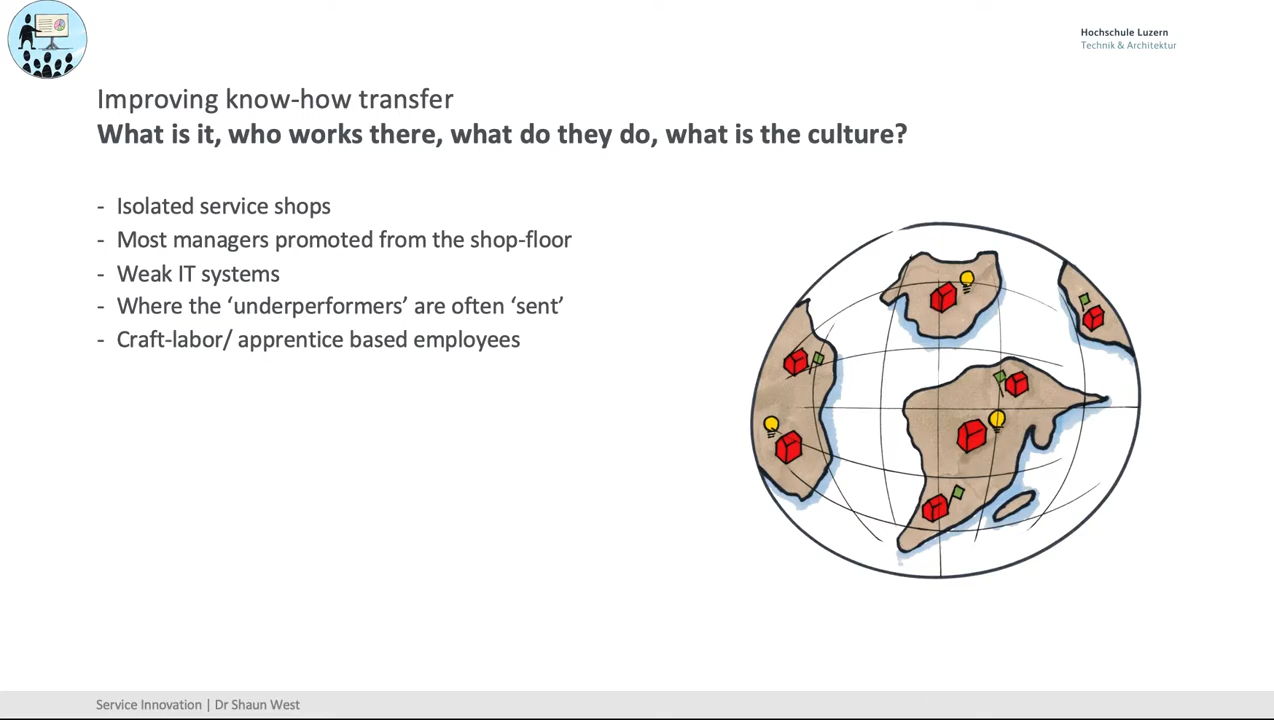 Hochschule Luzern
Technik & Architektur
Improving know-how transfer
What is it, who works there, what do they do, what is the culture?
- Isolated service shops
- Most managers promoted from the shop-floor
- Weak IT systems
- Where the ‘underperformers’ are often ‘sent’
- Craft-labor/ apprentice based employees
Service Innovation | Dr Shaun West